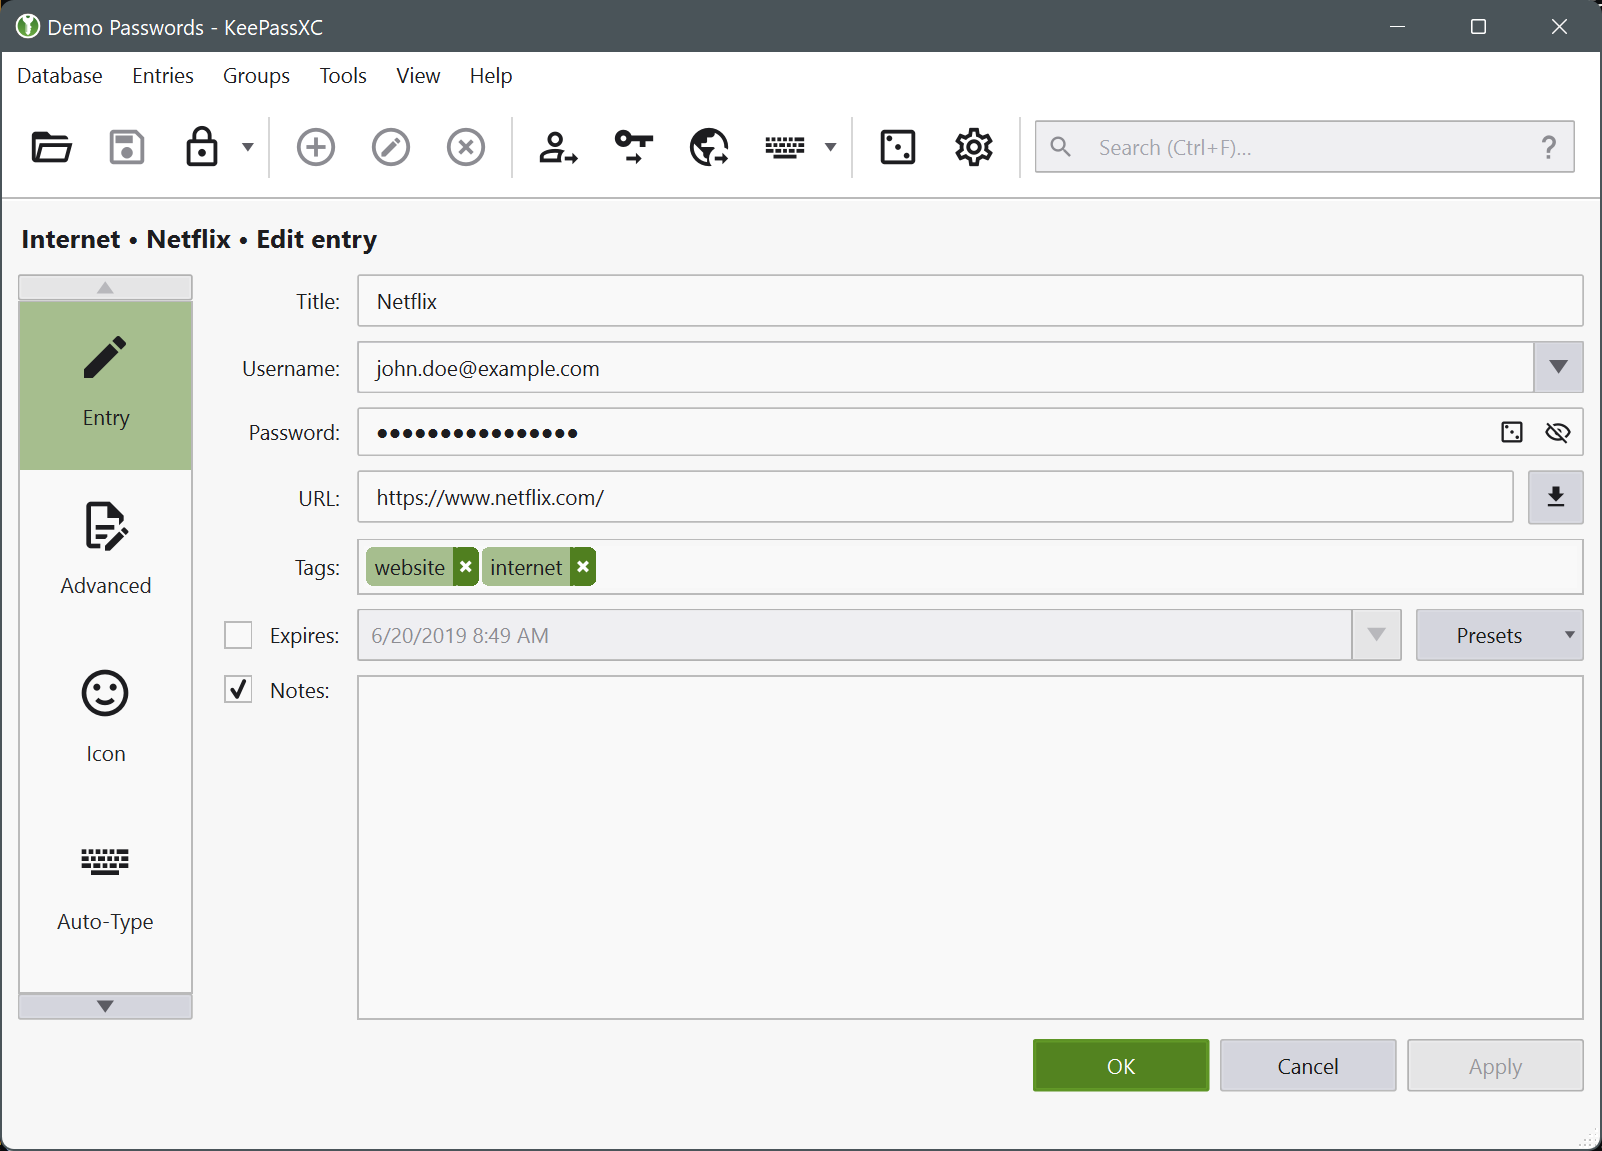 Demo Passwords - KeePassXC
Database Entries Groups Tools View Help
Search (Ctrl+F)... ?
Internet • Netflix • Edit entry
Title: Netflix
Username: john.doe@example.com
Password: ●●●●●●●●●●●●●●●●
URL: https://www.netflix.com/
Tags: website × internet ×
Expires: 6/20/2019 8:49 AM Presets
Notes:
Entry
Advanced
Icon
Auto-Type
OK Cancel Apply